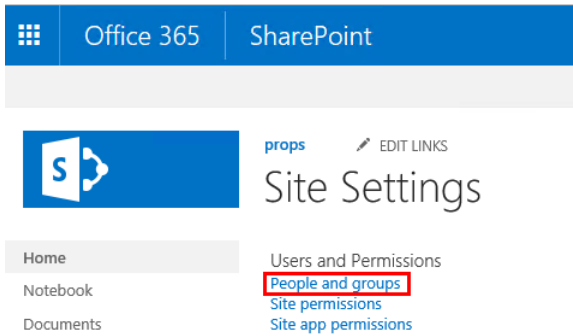 Office 365 SharePoint
S
props EDIT LINKS
Site Settings
Home
Notebook
Documents
Users and Permissions
People and groups
Site permissions
Site app permissions